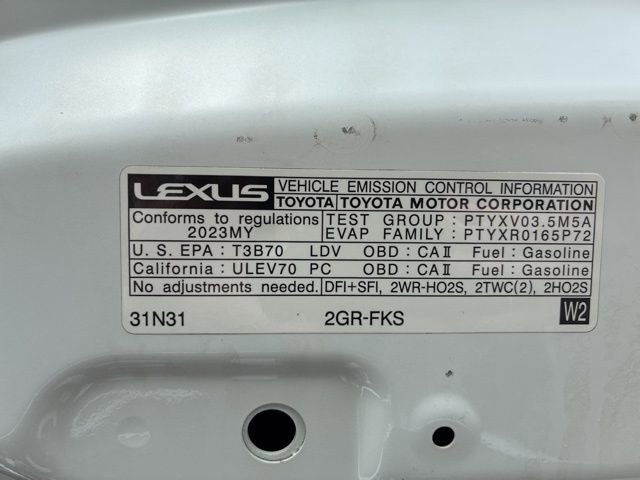 LEXUS VEHICLE EMISSION CONTROL INFORMATION
TOYOTA TOYOTA MOTOR CORPORATION
Conforms to regulations TEST GROUP : PTYXV03.5M5A
2023MY EVAP FAMILY : PTYXR0165P72
U. S. EPA : T3B70 LDV OBD : CAⅡ Fuel : Gasoline
California : ULEV70 PC OBD : CAⅡ Fuel : Gasoline
No adjustments needed. DFI+SFI, 2WR-HO2S, 2TWC(2), 2HO2S
31N31 2GR-FKS W2